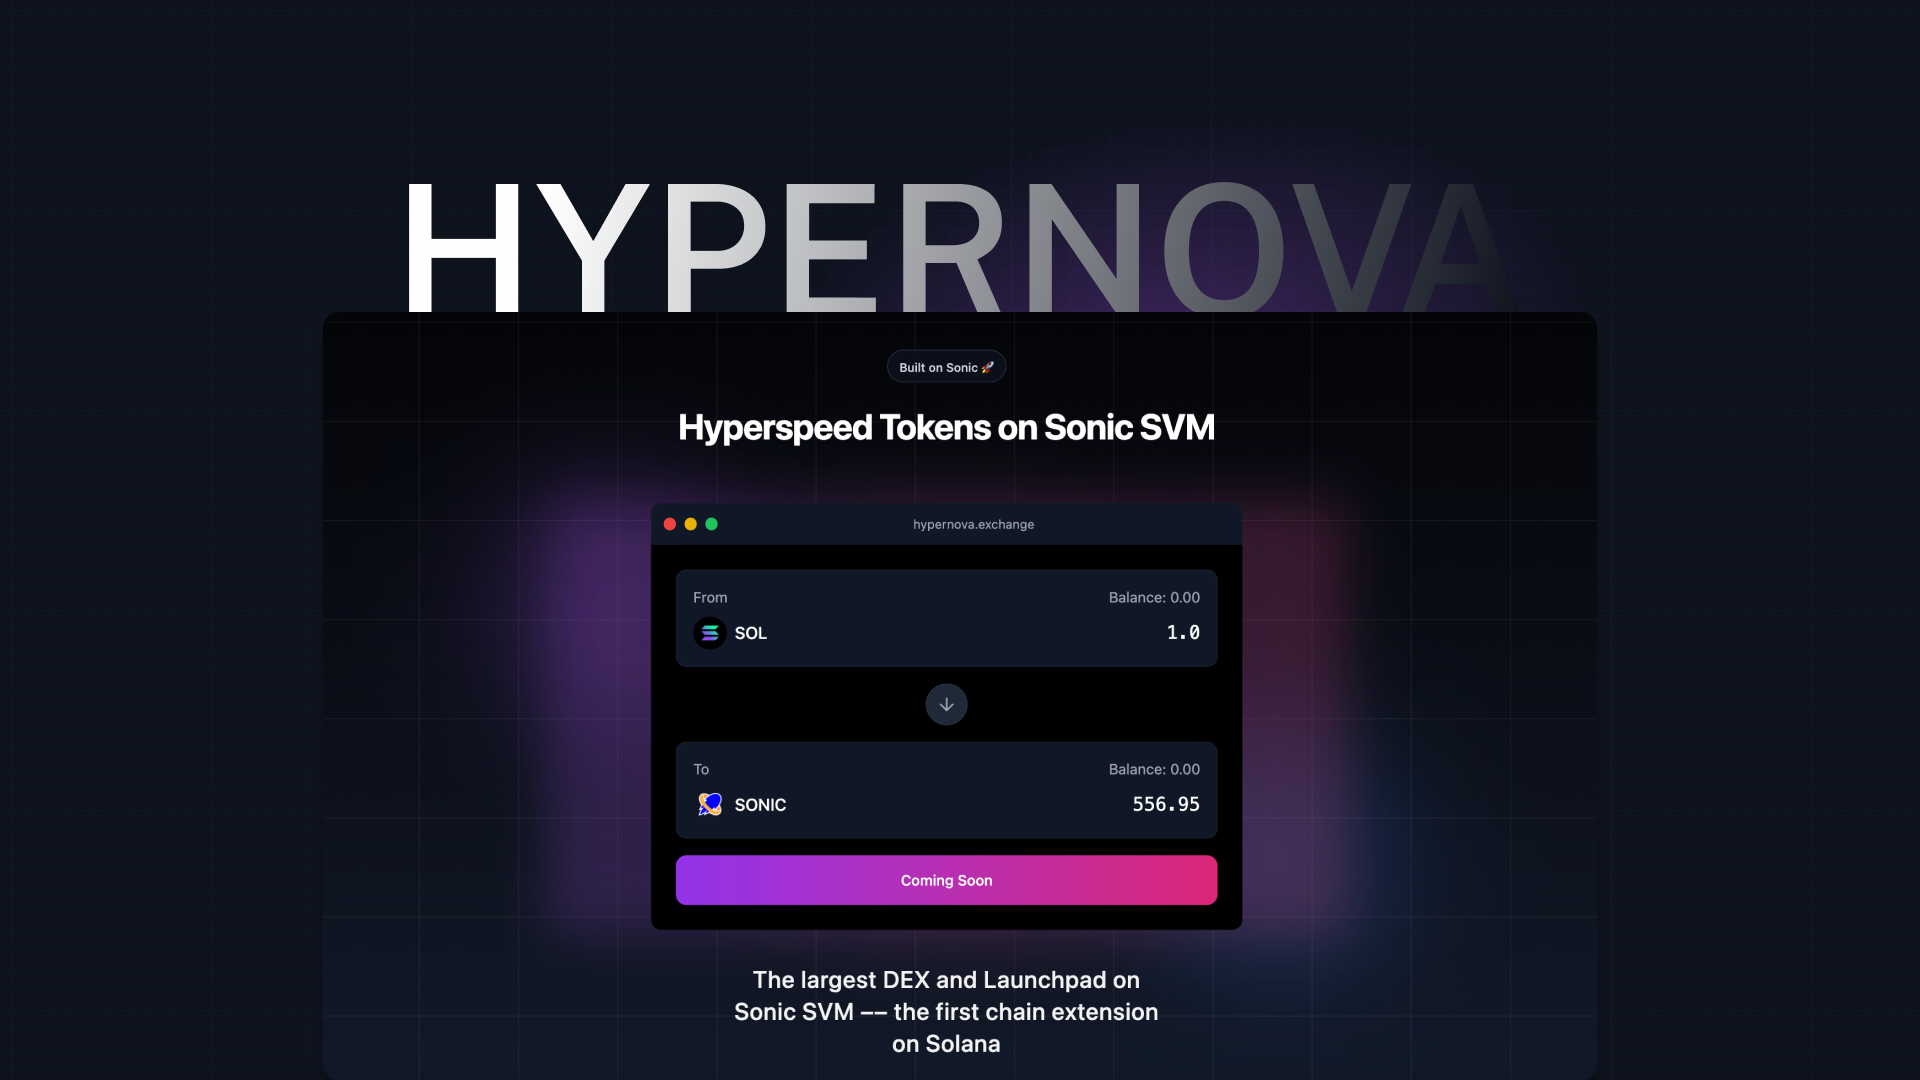 HYPERNOVA
Built on Sonic 🚀
Hyperspeed Tokens on Sonic SVM
hypernova.exchange
From
Balance: 0.00
SOL
1.0
To
Balance: 0.00
SONIC
556.95
Coming Soon
The largest DEX and Launchpad on
Sonic SVM –– the first chain extension
on Solana